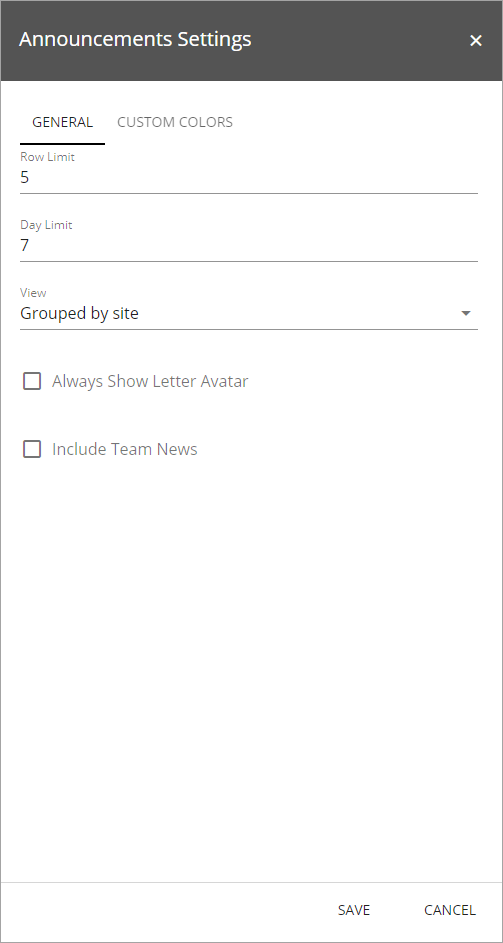 Announcements Settings
GENERAL CUSTOM COLORS
Row Limit
5
Day Limit
7
View
Grouped by site
Always Show Letter Avatar
Include Team News
SAVE CANCEL